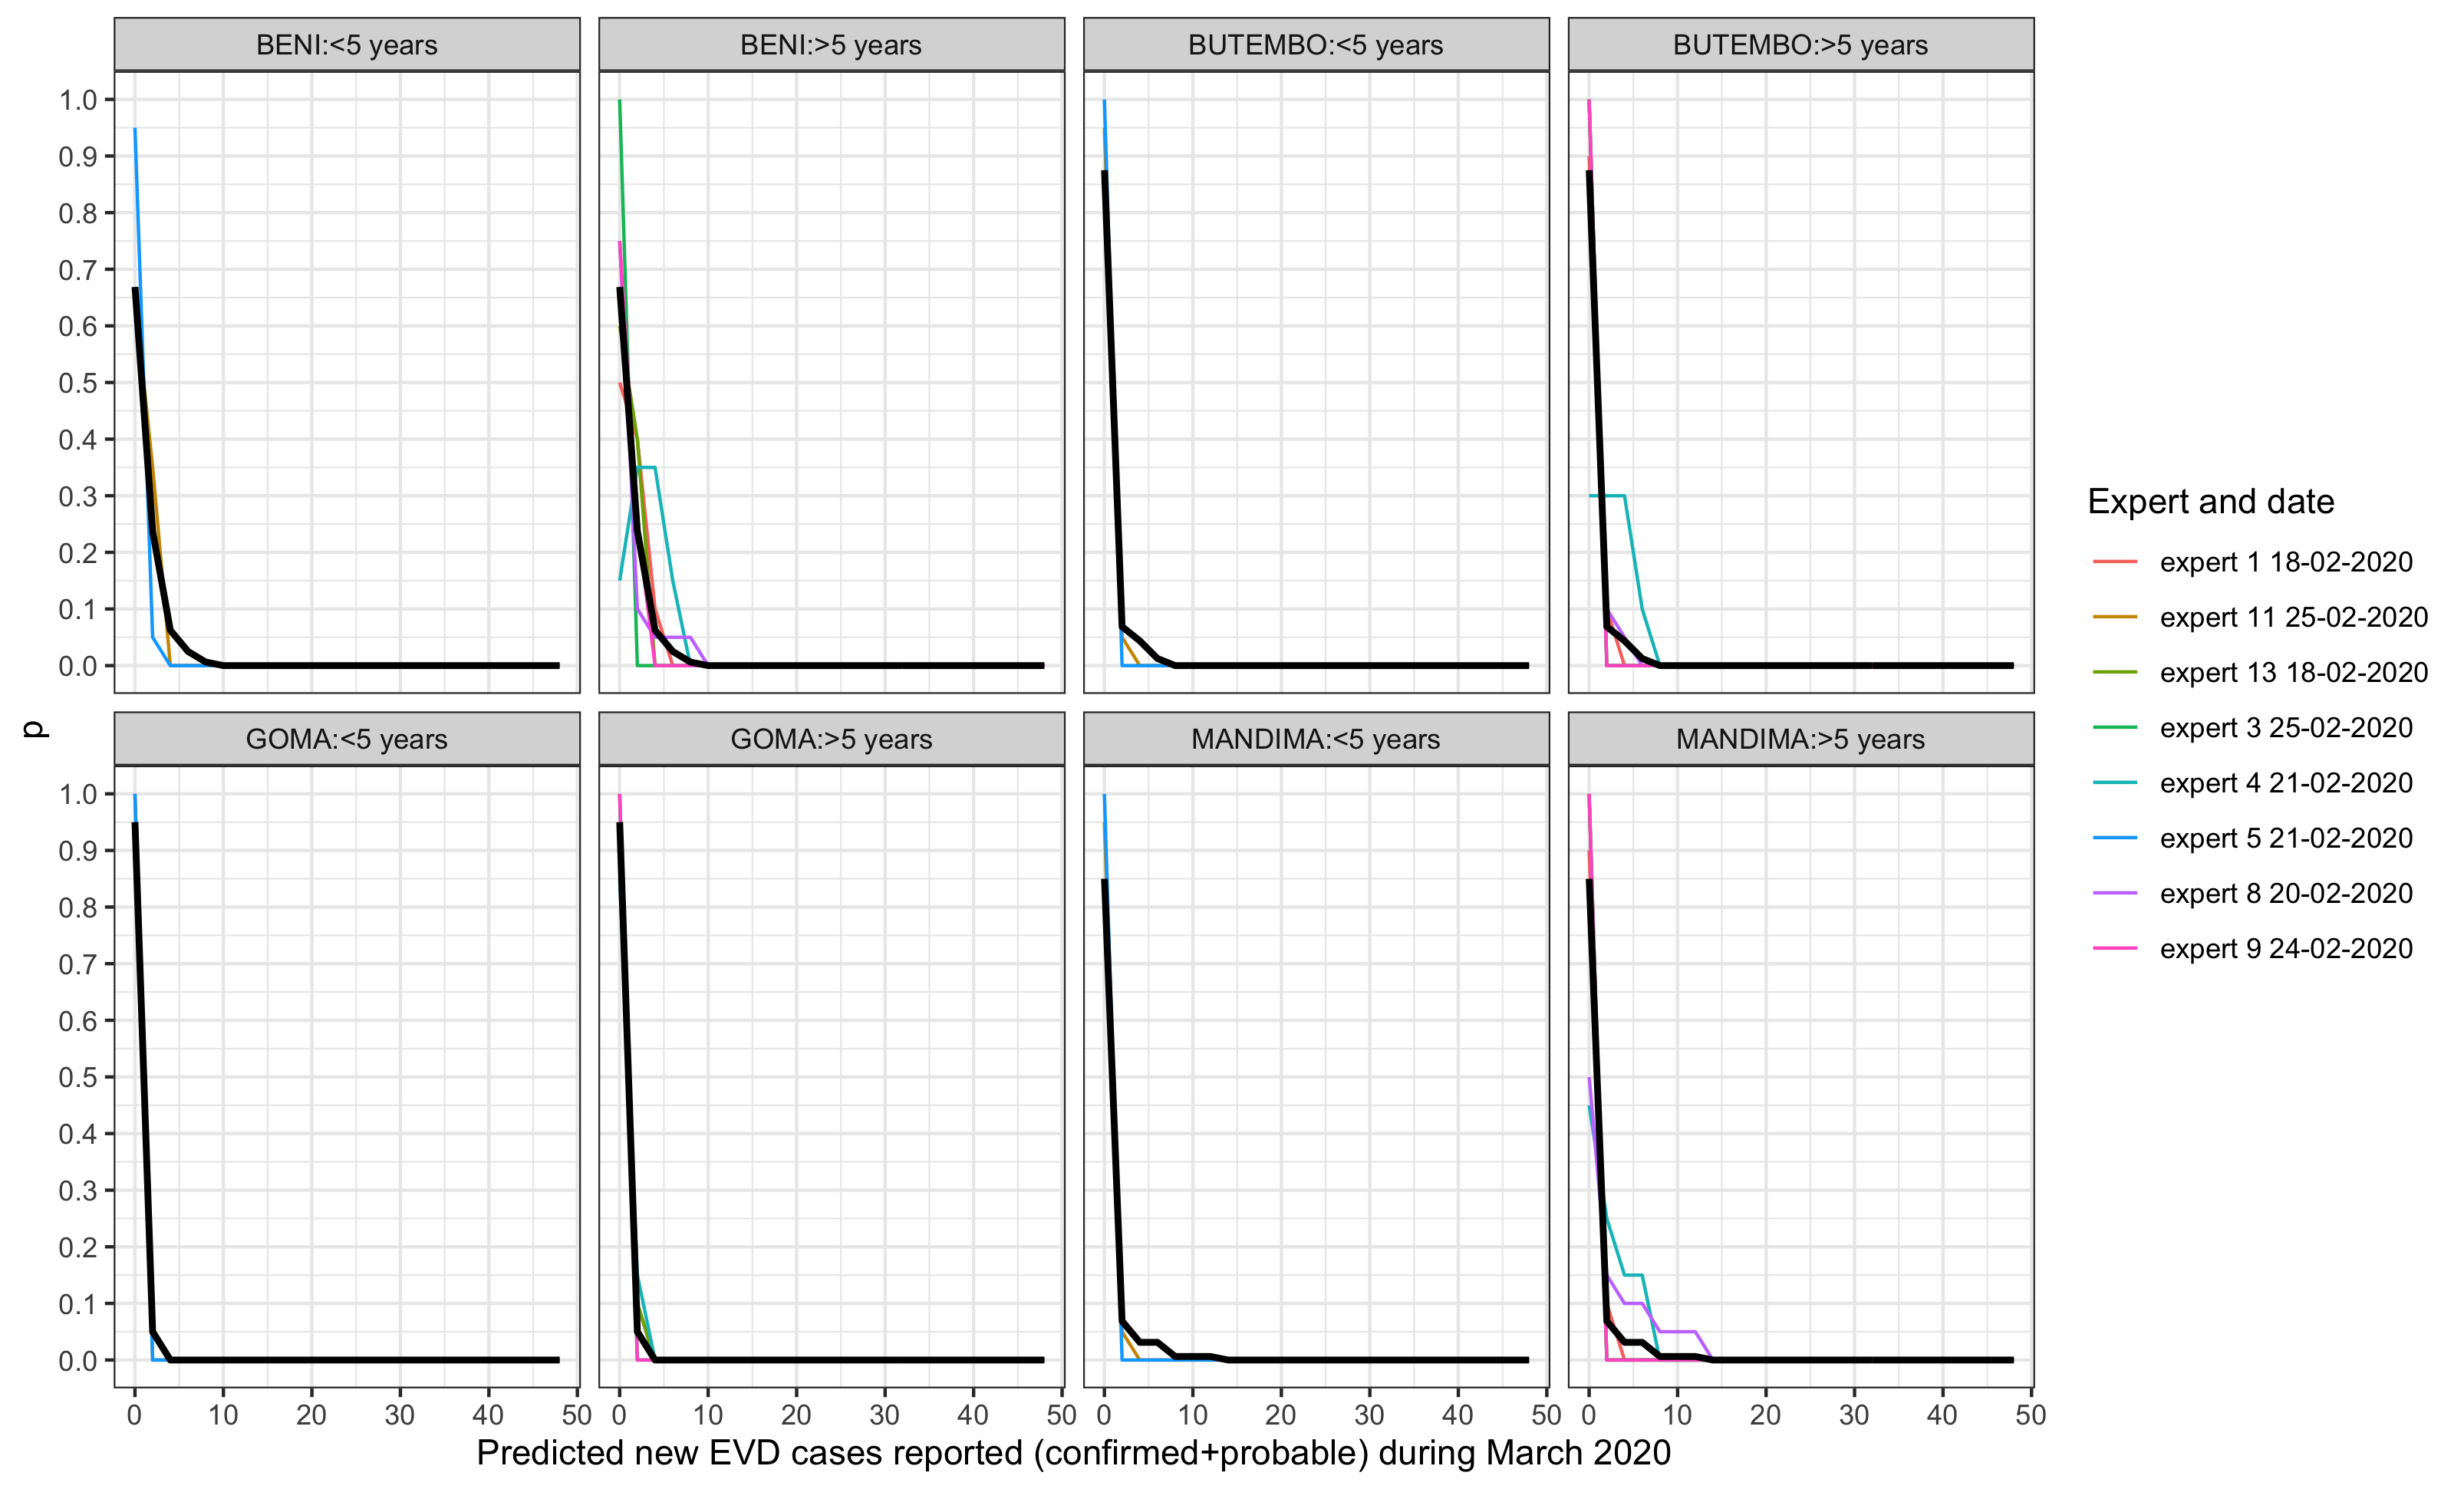 BENI:<5 years
BENI:>5 years
BUTEMBO:<5 years
BUTEMBO:>5 years
1.0
0.9
0.8
0.7
0.6
0.5
0.4
0.3
0.2
0.1
0.0
p
GOMA:<5 years
GOMA:>5 years
MANDIMA:<5 years
MANDIMA:>5 years
1.0
0.9
0.8
0.7
0.6
0.5
0.4
0.3
0.2
0.1
0.0
0 10 20 30 40 50
0 10 20 30 40 50
0 10 20 30 40 50
0 10 20 30 40 50
Predicted new EVD cases reported (confirmed+probable) during March 2020
Expert and date
expert 1 18-02-2020
expert 11 25-02-2020
expert 13 18-02-2020
expert 3 25-02-2020
expert 4 21-02-2020
expert 5 21-02-2020
expert 8 20-02-2020
expert 9 24-02-2020